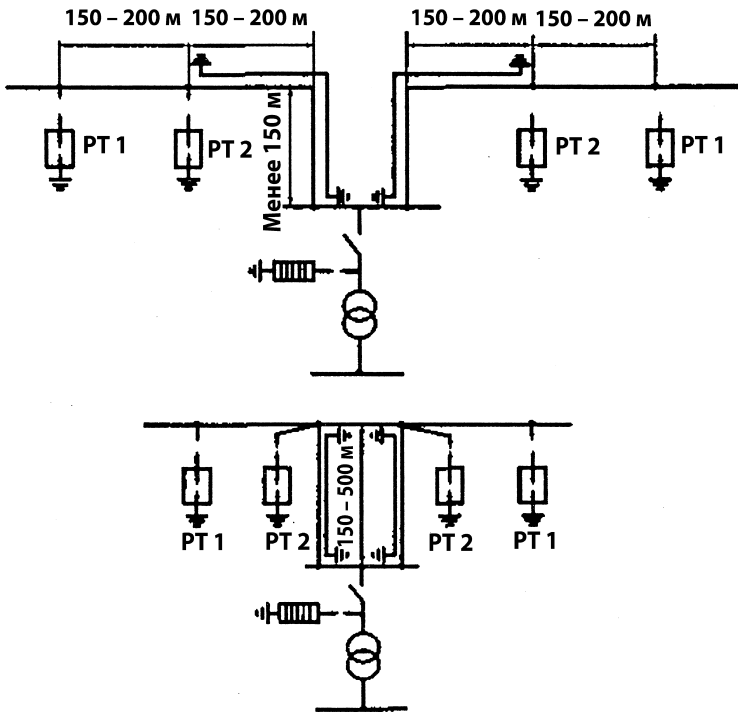 150 – 200 м 150 – 200 м 150 – 200 м 150 – 200 м
РТ 1 РТ 2 РТ 2 РТ 1
Менее 150 м
150 – 500 м
РТ 1 РТ 2 РТ 2 РТ 1